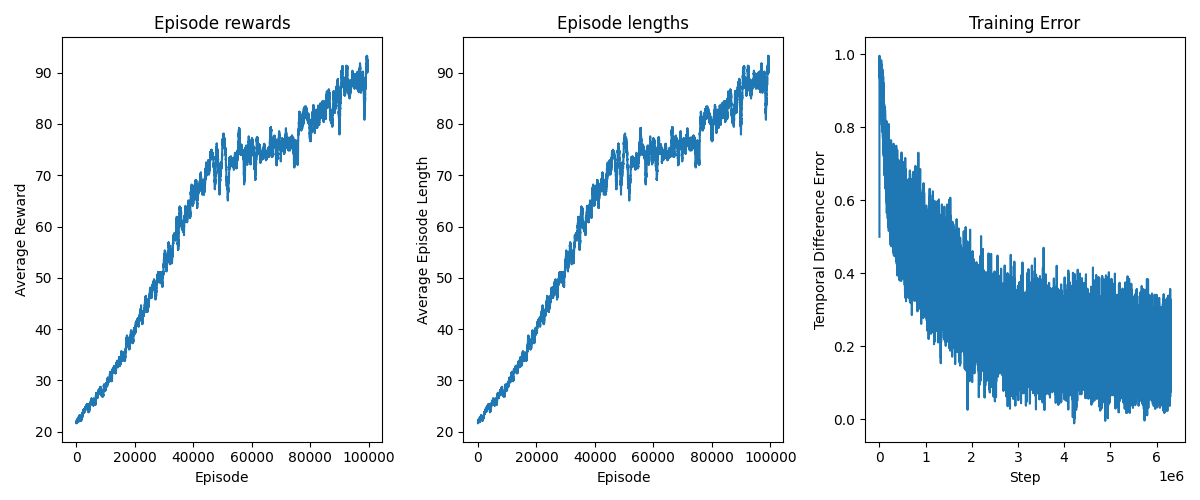 Episode rewards
Average Reward
90
80
70
60
50
40
30
20
0 20000 40000 60000 80000 100000
Episode
Episode lengths
Average Episode Length
90
80
70
60
50
40
30
20
0 20000 40000 60000 80000 100000
Episode
Training Error
Temporal Difference Error
1.0
0.8
0.6
0.4
0.2
0.0
0 1 2 3 4 5 6
1e6
Step